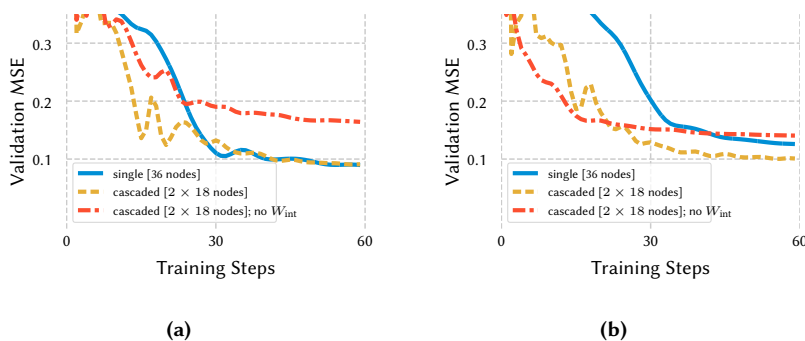 0.3
0.2
0.1
Validation MSE
single [36 nodes]
cascaded [2 × 18 nodes]
cascaded [2 × 18 nodes]; no W_int
0
30
60
Training Steps
(a)
0.3
0.2
0.1
Validation MSE
single [36 nodes]
cascaded [2 × 18 nodes]
cascaded [2 × 18 nodes]; no W_int
0
30
60
Training Steps
(b)